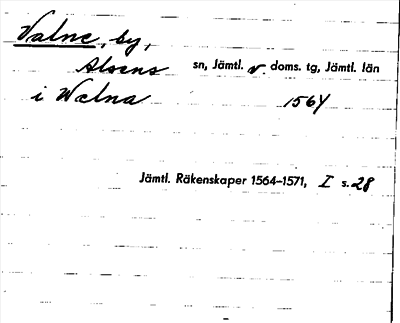 Valne, by,
Alsens sn, Jämtl. v. doms. tg, Jämtl. län
i Walna 1564
Jämtl. Räkenskaper 1564–1571, I s. 28